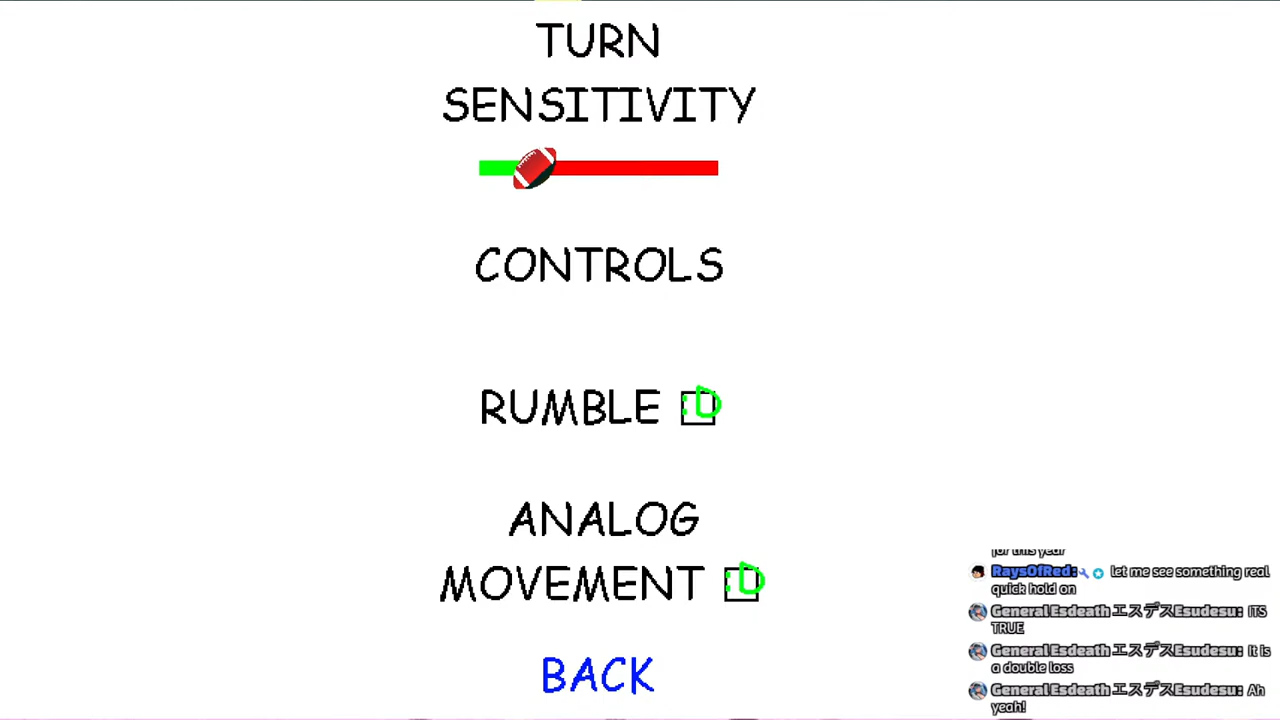 TURN
SENSITIVITY
CONTROLS
RUMBLE :D
ANALOG
MOVEMENT :D
BACK
for this year
RaysOfRed: let me see something real
quick hold on
General Esdeath エスデスEsudesu: ITS
TRUE
General Esdeath エスデスEsudesu: It is
a double loss
General Esdeath エスデスEsudesu: Ah
yeah!